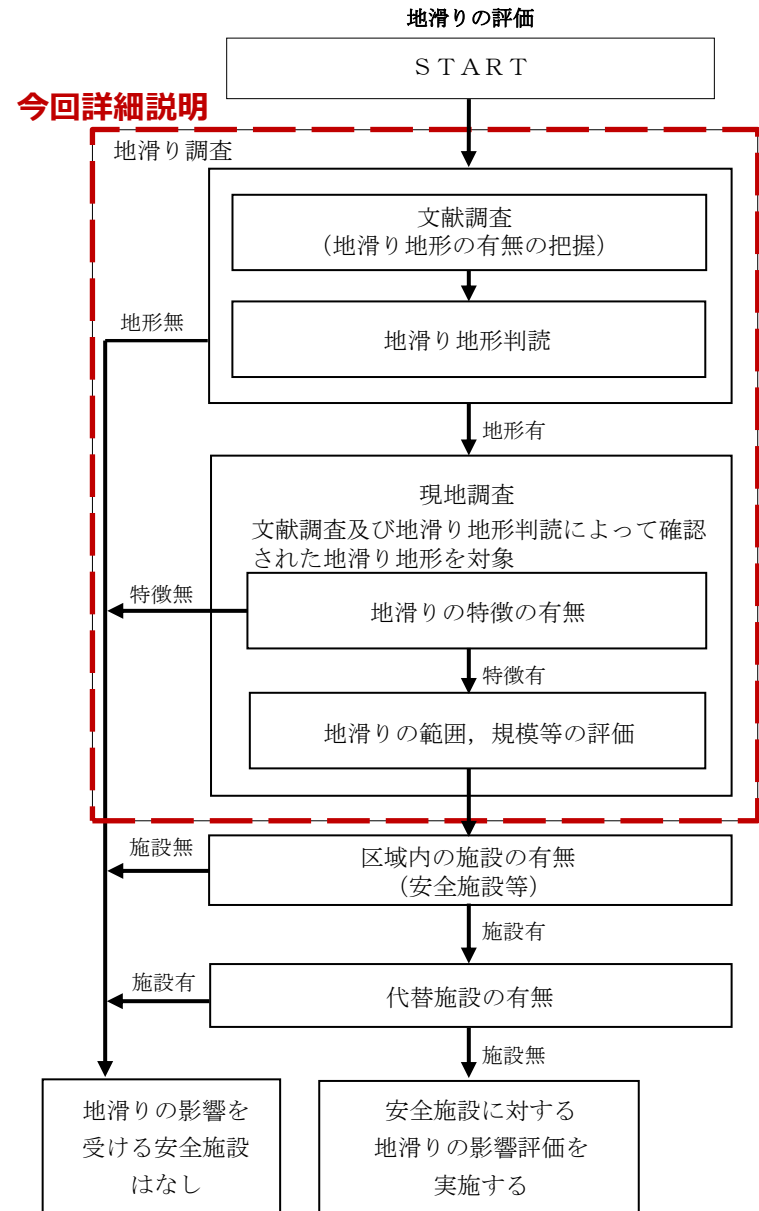 地滑りの評価
ＳＴＡＲＴ
今回詳細説明
地滑り調査
文献調査
（地滑り地形の有無の把握）
地形無
地滑り地形判読
地形有
現地調査
文献調査及び地滑り地形判読によって確認
された地滑り地形を対象
特徴無
地滑りの特徴の有無
特徴有
地滑りの範囲，規模等の評価
施設無
区域内の施設の有無
（安全施設等）
施設有
施設有
代替施設の有無
施設無
地滑りの影響を
受ける安全施設
はなし
安全施設に対する
地滑りの影響評価を
実施する